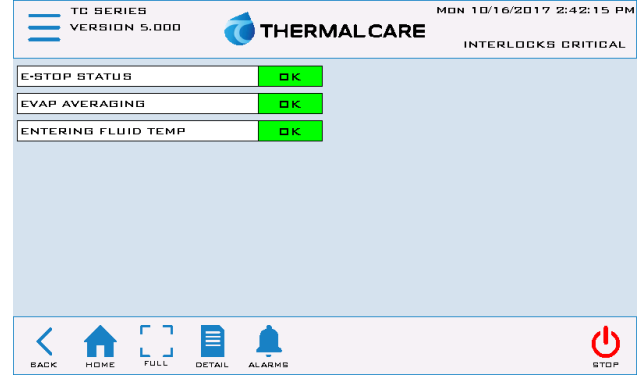 TC SERIES
VERSION 5.000
THERMALCARE
MON 10/16/2017 2:42:15 PM
INTERLOCKS CRITICAL
E-STOP STATUS OK
EVAP AVERAGING OK
ENTERING FLUID TEMP OK
BACK HOME FULL DETAIL ALARMS STOP